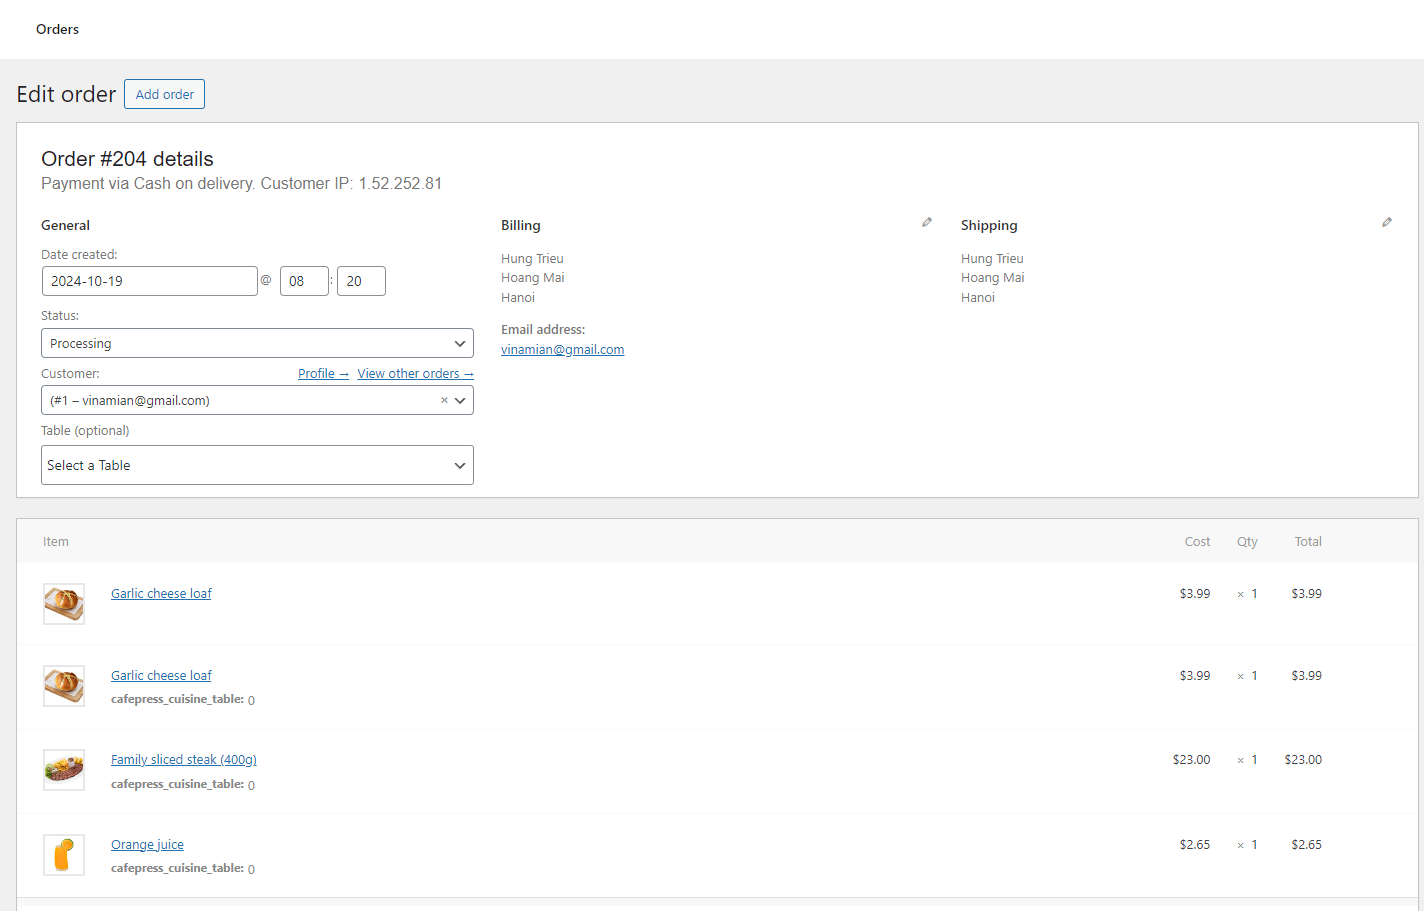 Orders
Edit order Add order
Order #204 details
Payment via Cash on delivery. Customer IP: 1.52.252.81
General
Date created:
2024-10-19 @ 08 : 20
Status:
Processing
Customer: Profile → View other orders →
(#1 – vinamian@gmail.com) ×
Table (optional)
Select a Table
Billing
Hung Trieu
Hoang Mai
Hanoi
Email address:
vinamian@gmail.com
Shipping
Hung Trieu
Hoang Mai
Hanoi
Item Cost Qty Total
Garlic cheese loaf $3.99 × 1 $3.99
Garlic cheese loaf $3.99 × 1 $3.99
cafepress_cuisine_table: 0
Family sliced steak (400g) $23.00 × 1 $23.00
cafepress_cuisine_table: 0
Orange juice $2.65 × 1 $2.65
cafepress_cuisine_table: 0